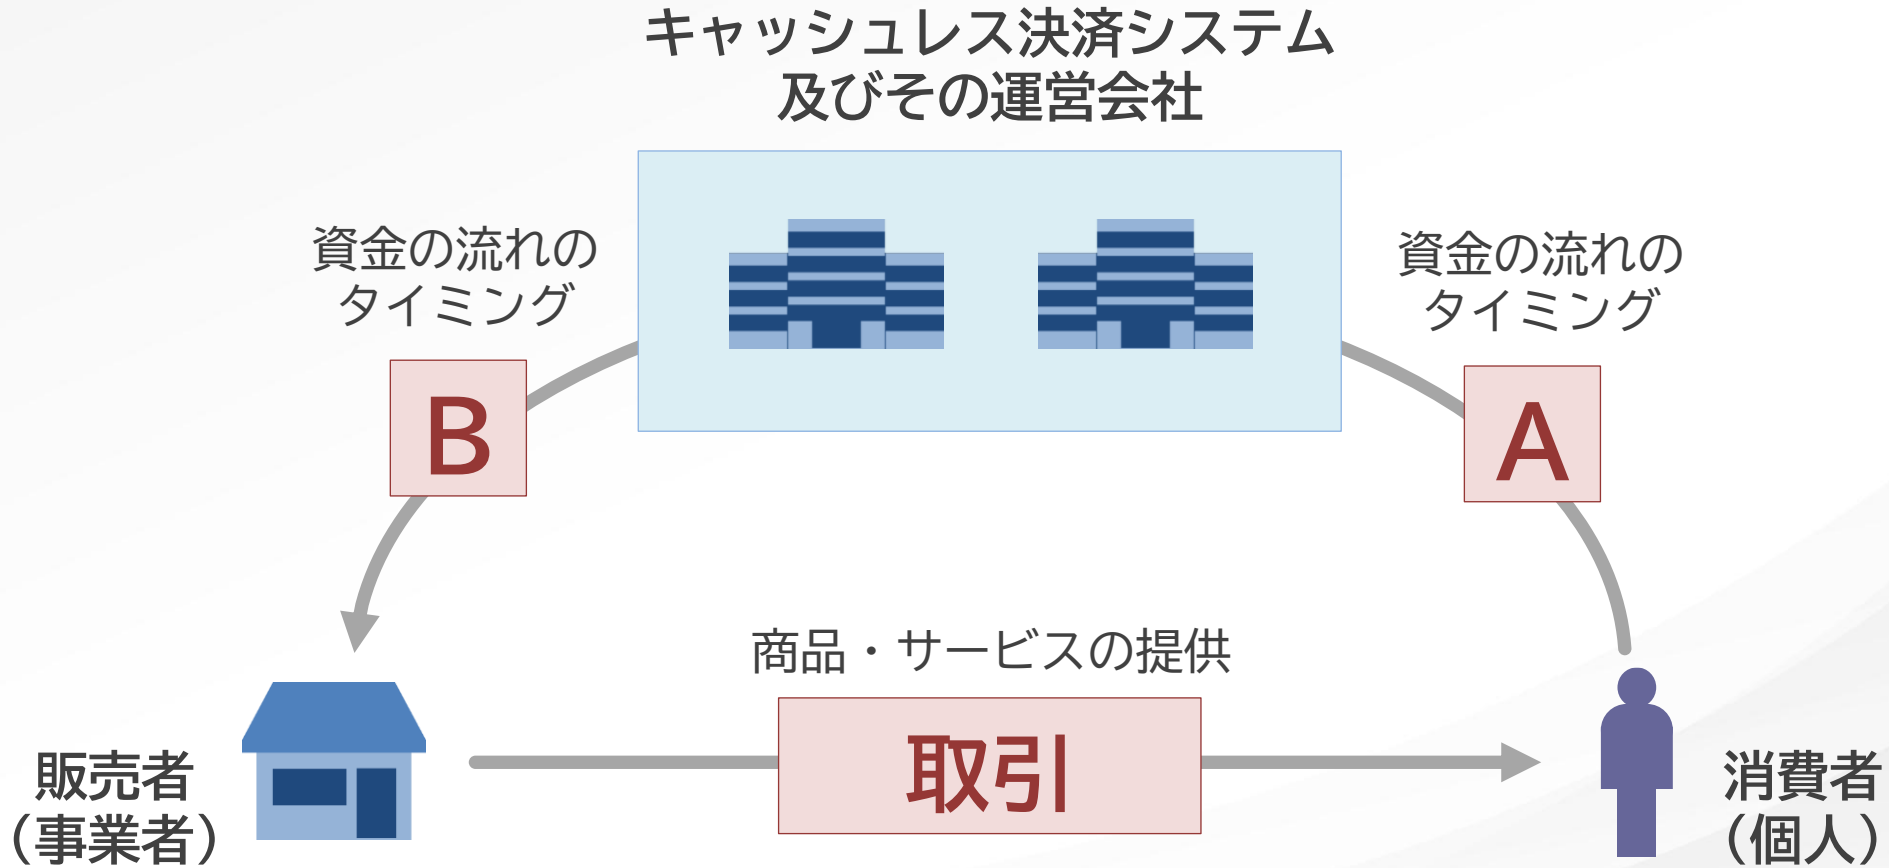 キャッシュレス決済システム
及びその運営会社
資金の流れの
タイミング
資金の流れの
タイミング
B
A
商品・サービスの提供
取引
販売者
（事業者）
消費者
（個人）